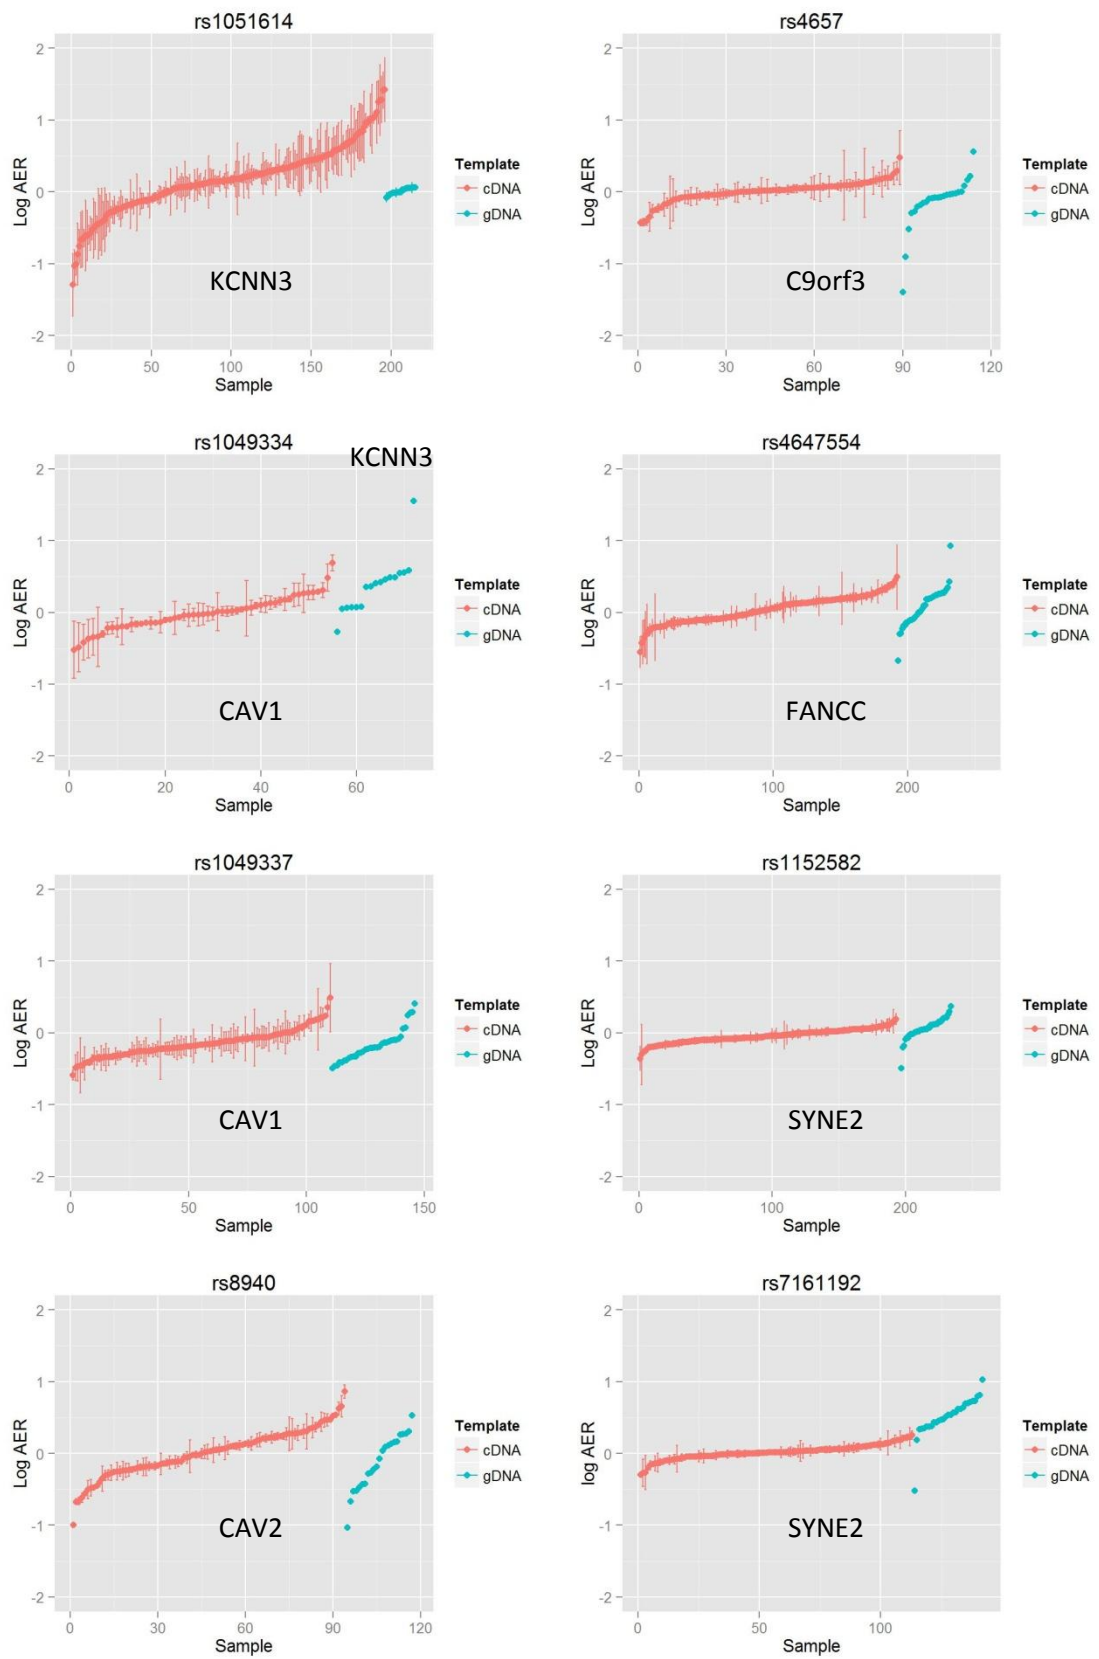 rs1051614
2
1
0
-1
-2
Log AER
KCNN3
0
50
100
150
200
Sample
Template
cDNA
gDNA
rs4657
2
1
0
-1
-2
Log AER
C9orf3
0
30
60
90
120
Sample
Template
cDNA
gDNA
rs1049334
KCNN3
2
1
0
-1
-2
Log AER
CAV1
0
20
40
60
Sample
Template
cDNA
gDNA
rs4647554
2
1
0
-1
-2
Log AER
FANCC
0
100
200
Sample
Template
cDNA
gDNA
rs1049337
2
1
0
-1
-2
Log AER
CAV1
0
50
100
150
Sample
Template
cDNA
gDNA
rs1152582
2
1
0
-1
-2
Log AER
SYNE2
0
100
200
Sample
Template
cDNA
gDNA
rs8940
2
1
0
-1
-2
Log AER
CAV2
0
30
60
90
120
Sample
Template
cDNA
gDNA
rs7161192
2
1
0
-1
-2
log AER
SYNE2
0
50
100
Sample
Template
cDNA
gDNA